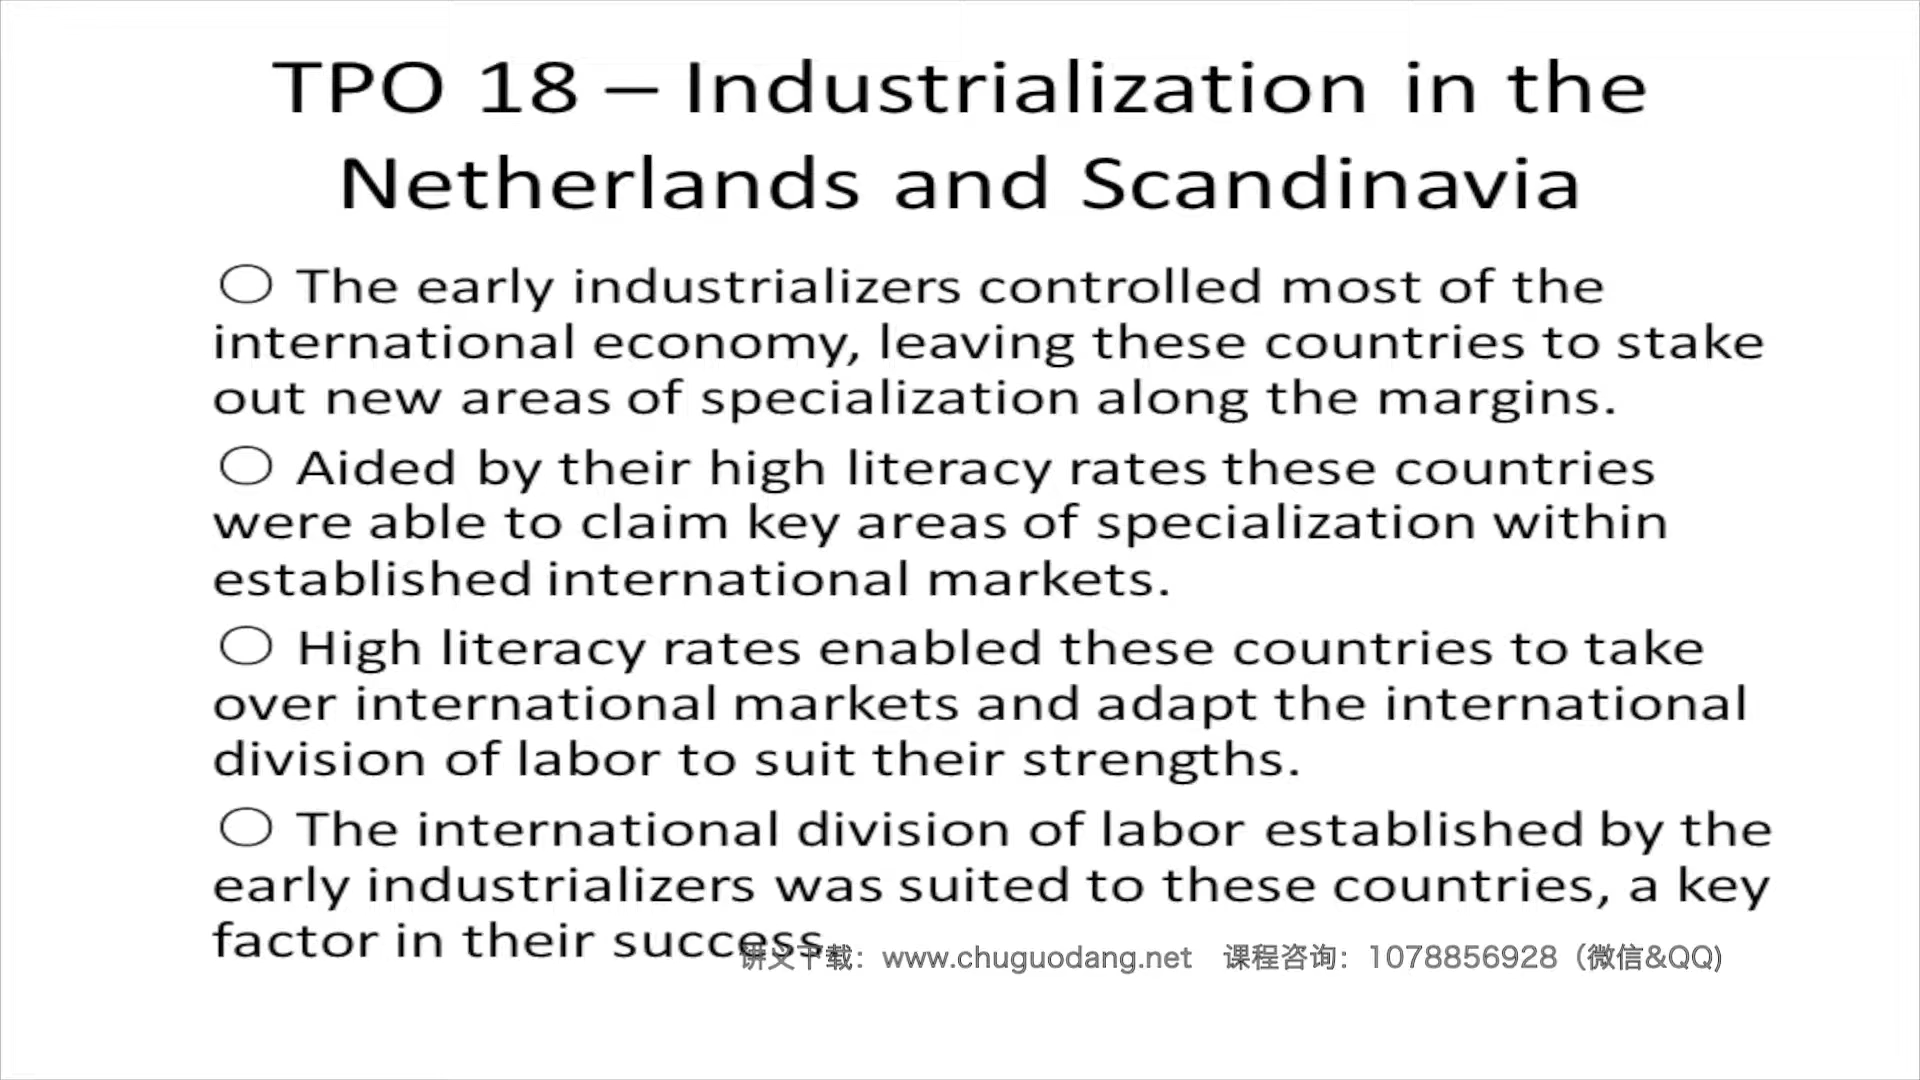 TPO 18 – Industrialization in the
Netherlands and Scandinavia
○ The early industrializers controlled most of the
international economy, leaving these countries to stake
out new areas of specialization along the margins.
○ Aided by their high literacy rates these countries
were able to claim key areas of specialization within
established international markets.
○ High literacy rates enabled these countries to take
over international markets and adapt the international
division of labor to suit their strengths.
○ The international division of labor established by the
early industrializers was suited to these countries, a key
factor in their success.
讲义下载：www.chuguodang.net 课程咨询：1078856928（微信&QQ)